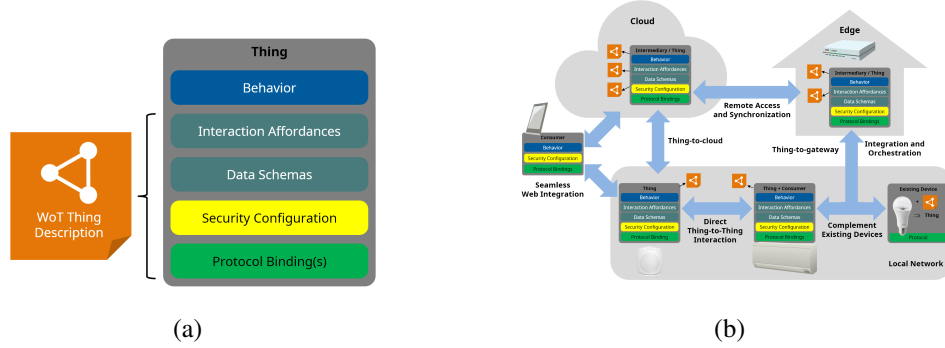 Thing
Behavior
Interaction Affordances
Data Schemas
Security Configuration
Protocol Binding(s)
WoT Thing
Description
(a)
Cloud
Intermediary / Thing
Behavior
Interaction Affordances
Data Schemas
Security Configuration
Protocol Bindings
Edge
Intermediary / Thing
Behavior
Interaction Affordances
Data Schemas
Security Configuration
Protocol Bindings
Remote Access
and Synchronization
Consumer
Behavior
Security Configuration
Protocol Bindings
Seamless
Web Integration
Thing-to-cloud
Thing-to-gateway
Integration and
Orchestration
Thing
Behavior
Interaction Affordances
Data Schemas
Security Configuration
Protocol Binding
Direct
Thing-to-Thing
Interaction
Thing + Consumer
Behavior
Interaction Affordances
Data Schemas
Security Configuration
Protocol Bindings
Complement
Existing Devices
Existing Device
+
=> Thing
Protocol
Local Network
(b)